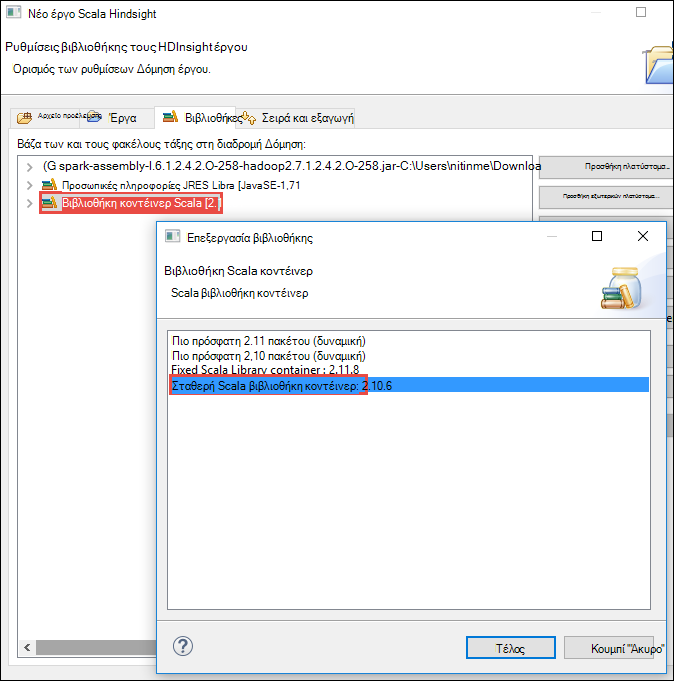 Νέο έργο Scala Hindsight
Ρυθμίσεις βιβλιοθήκης τους HDInsight έργου
Ορισμός των ρυθμίσεων Δόμηση έργου.
Αρχείο προέλευσης
Έργα
Βιβλιοθήκες
Σειρά και εξαγωγή
Βάζα των και τους φακέλους τάξης στη διαδρομή Δόμηση:
(G spark-assembly-I.6.1.2.4.2.O-258-hadoop2.7.1.2.4.2.O-258.jar-C:\Users\nitinme\Downloa
Προσωπικές πληροφορίες JRES Libra [JavaSE-1,71
Βιβλιοθήκη κοντέινερ Scala [2.1
Προσθήκη πλατύστομα...
Προσθήκη εξωτερικών πλατύστομα...
Επεξεργασία βιβλιοθήκης
Βιβλιοθήκη Scala κοντέινερ
Scala βιβλιοθήκη κοντέινερ
Πιο πρόσφατη 2.11 πακέτου (δυναμική)
Πιο πρόσφατη 2,10 πακέτου (δυναμική)
Fixed Scala Library container : 2.11.8
Σταθερή Scala βιβλιοθήκη κοντέινερ: 2.10.6
Τέλος
Κουμπί "Άκυρο"